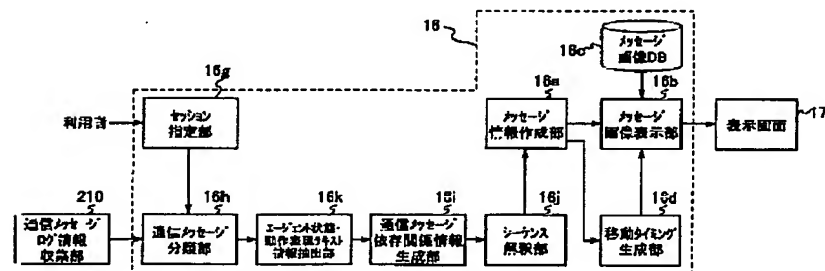 16
16c
メッセージ
画像DB
16g
16a
16b
利用者
セッション
指定部
メッセージ
情報作成部
メッセージ
画像表示部
17
表示画面
210
16h
16k
16i
16j
16d
通信メッセージ
ログ情報
収集部
通信メッセージ
分類部
エージェント状態・
動作表現テキスト
情報抽出部
通信メッセージ
依存関係情報
生成部
シーケンス
解釈部
移動タイミング
生成部